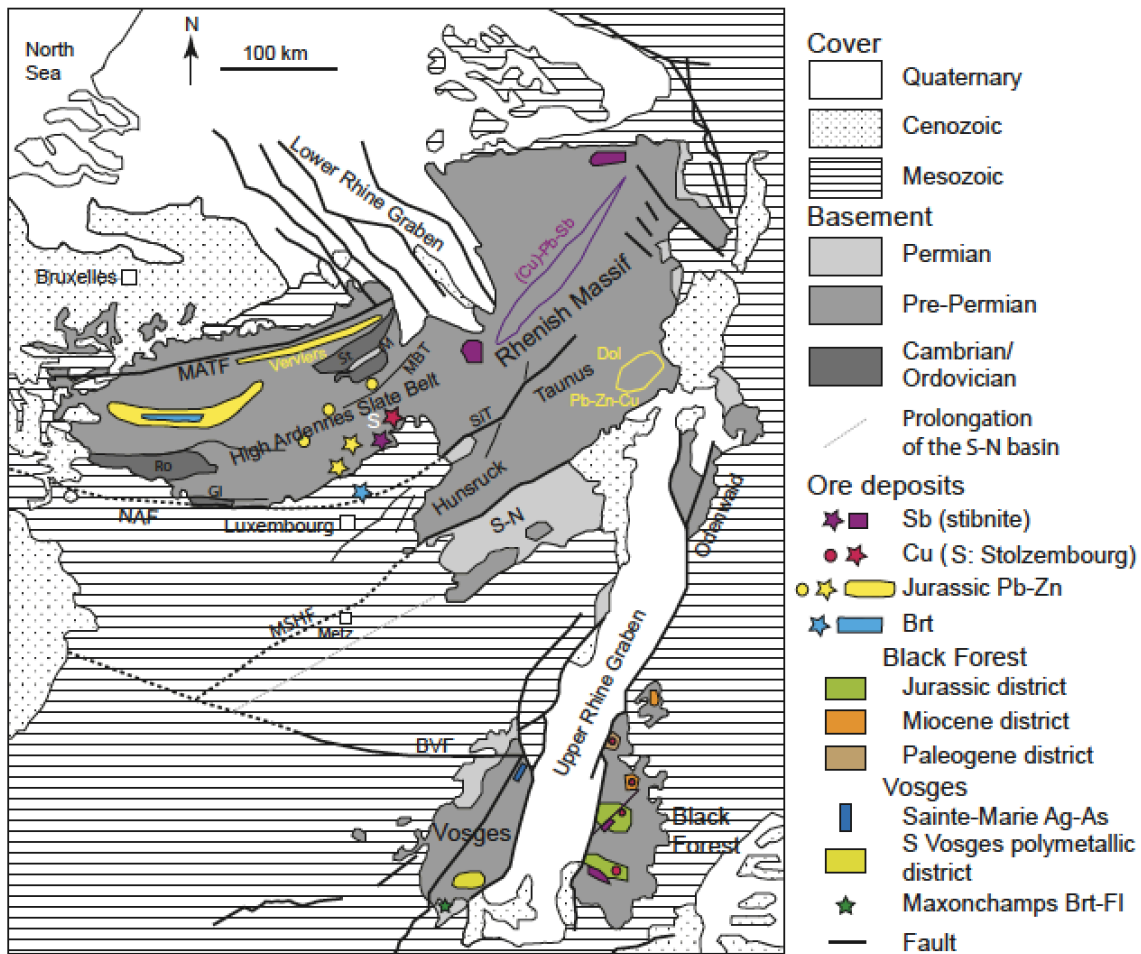 North
Sea
N
100 km
Lower Rhine Graben
Bruxelles
(Cu)-Pb-Sb
Rhenish Massif
MATF
Verviers
St
M
MBT
Dol
Taunus
Pb-Zn-Cu
High Ardennes Slate Belt
S
SiT
Ro
Gl
NAF
Luxembourg
Hunsruck
S-N
Odenwald
MSHF
Metz
Upper Rhine Graben
BVF
Vosges
Black
Forest
Cover
Quaternary
Cenozoic
Mesozoic
Basement
Permian
Pre-Permian
Cambrian/
Ordovician
Prolongation
of the S-N basin
Ore deposits
Sb (stibnite)
Cu (S: Stolzembourg)
Jurassic Pb-Zn
Brt
Black Forest
Jurassic district
Miocene district
Paleogene district
Vosges
Sainte-Marie Ag-As
S Vosges polymetallic
district
Maxonchamps Brt-Fl
Fault